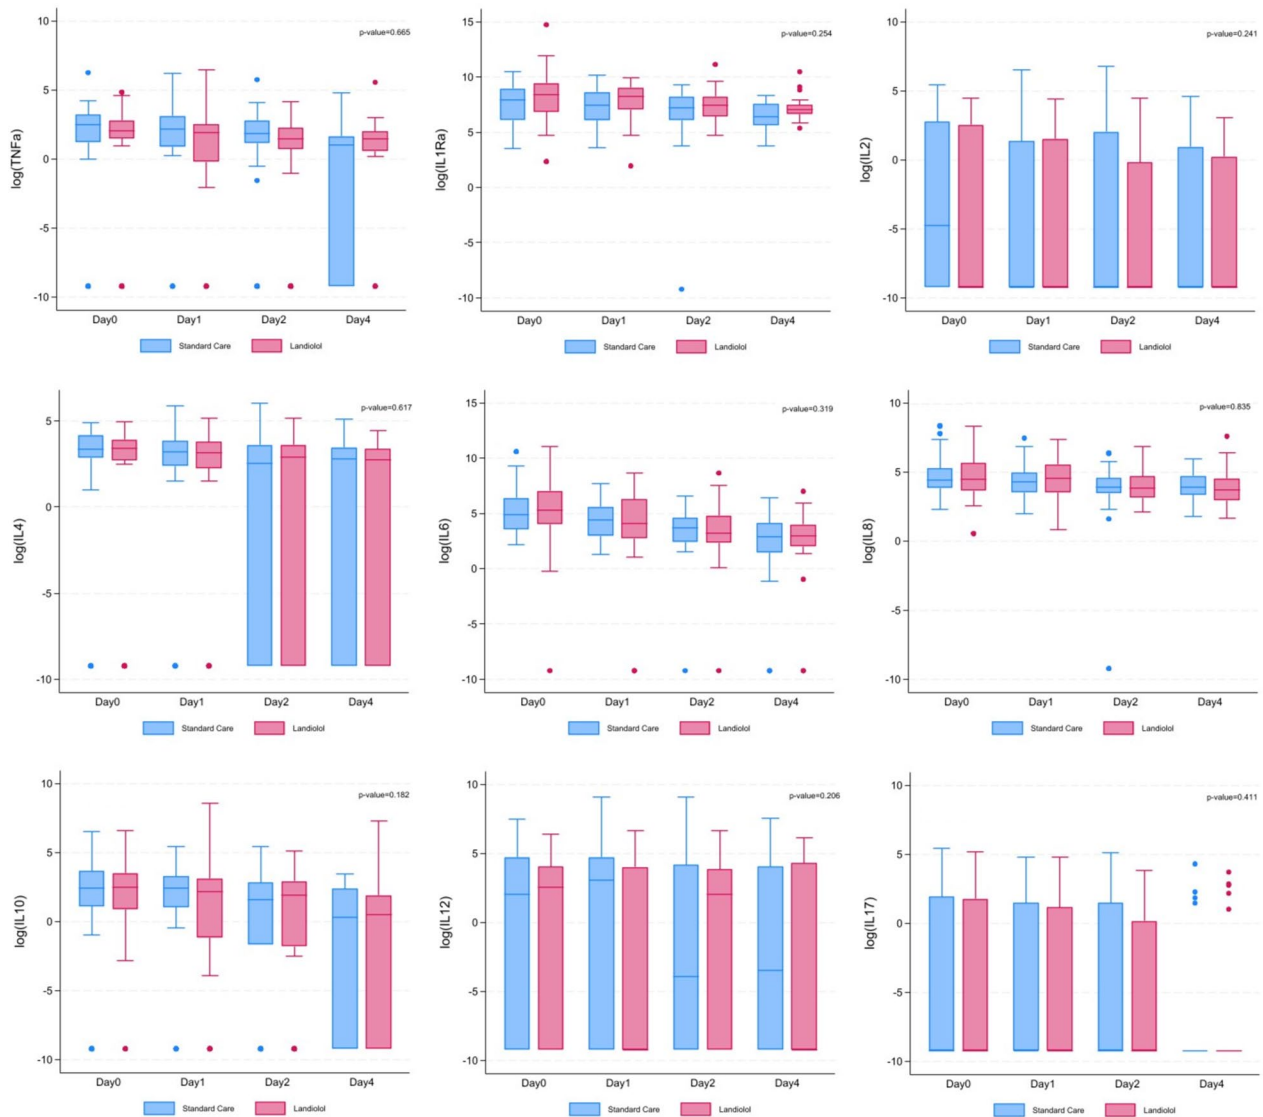 log(TNFa)
10
5
0
-5
-10
p-value=0.665
Day0 Day1 Day2 Day4
Standard Care Landiolol
log(IL1Ra)
15
10
5
0
-5
-10
p-value=0.254
Day0 Day1 Day2 Day4
Standard Care Landiolol
log(IL2)
10
5
0
-5
-10
p-value=0.241
Day0 Day1 Day2 Day4
Standard Care Landiolol
log(IL4)
5
0
-5
-10
p-value=0.617
Day0 Day1 Day2 Day4
Standard Care Landiolol
log(IL6)
15
10
5
0
-5
-10
p-value=0.319
Day0 Day1 Day2 Day4
Standard Care Landiolol
log(IL8)
10
5
0
-5
-10
p-value=0.835
Day0 Day1 Day2 Day4
Standard Care Landiolol
log(IL10)
10
5
0
-5
-10
p-value=0.182
Day0 Day1 Day2 Day4
Standard Care Landiolol
log(IL12)
10
5
0
-5
-10
p-value=0.206
Day0 Day1 Day2 Day4
Standard Care Landiolol
log(IL17)
10
5
0
-5
-10
p-value=0.411
Day0 Day1 Day2 Day4
Standard Care Landiolol